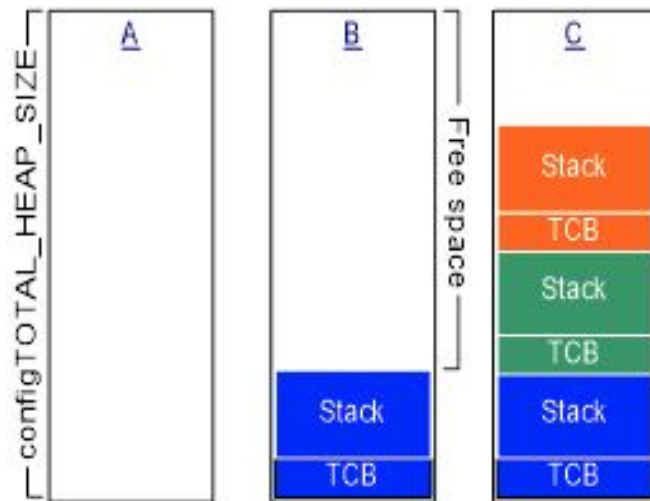 configTOTAL_HEAP_SIZE
A
B
Free space
Stack
TCB
C
Stack
TCB
Stack
TCB
Stack
TCB